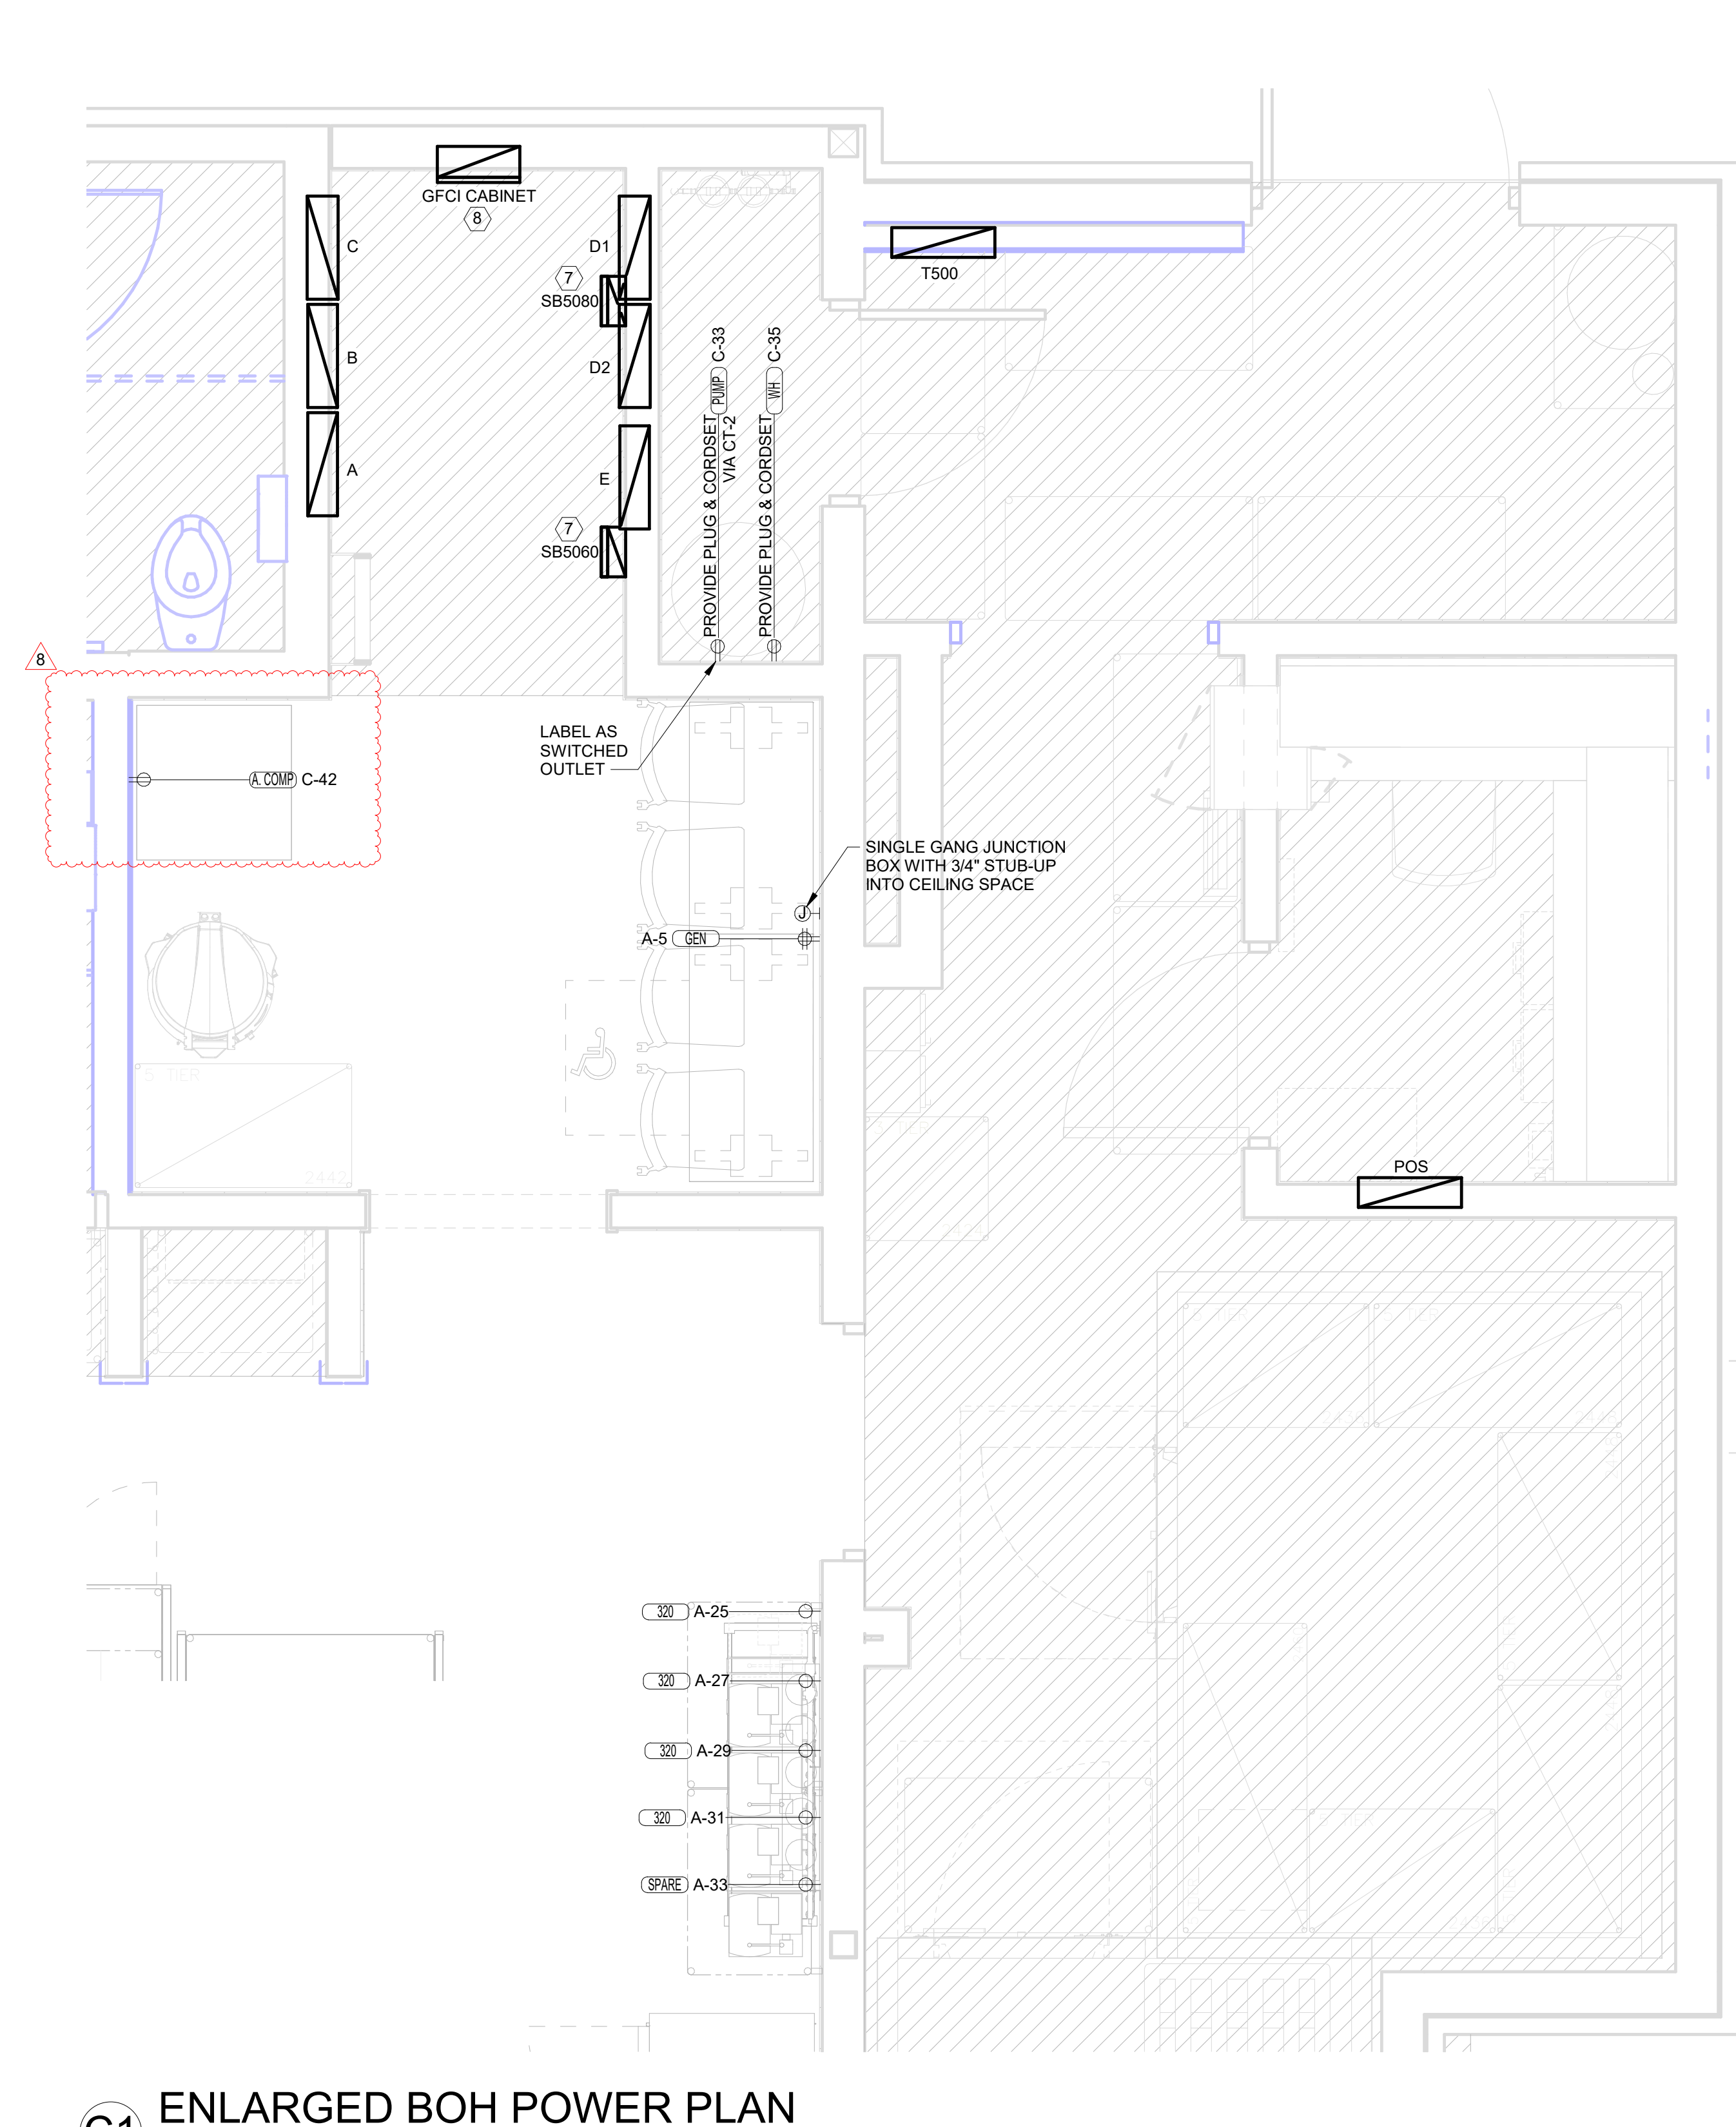 GFCI CABINET
8
C
D1
7
SB5080
T500
B
D2
A
E
7
SB5060
PROVIDE PLUG & CORDSET
VIA CT-2
PUMP C-33
PROVIDE PLUG & CORDSET
WH C-35
8
LABEL AS
SWITCHED
OUTLET
A. COMP C-42
SINGLE GANG JUNCTION
BOX WITH 3/4" STUB-UP
INTO CEILING SPACE
J
A-5 GEN
5 TIER
2442
POS
320 A-25
320 A-27
320 A-29
320 A-31
SPARE A-33
ENLARGED BOH POWER PLAN